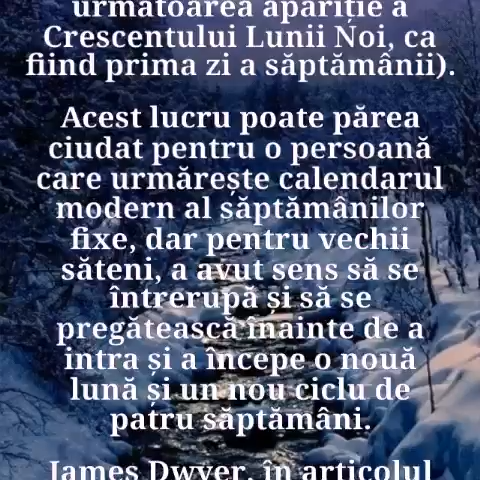 următoarea apariție a
Crescentului Lunii Noi, ca
fiind prima zi a săptămânii).
Acest lucru poate părea
ciudat pentru o persoană
care urmărește calendarul
modern al săptămânilor
fixe, dar pentru vechii
săteni, a avut sens să se
întrerupă și să se
pregătească înainte de a
intra și a începe o nouă
lună și un nou ciclu de
patru săptămâni.
James Dwyer, în articolul